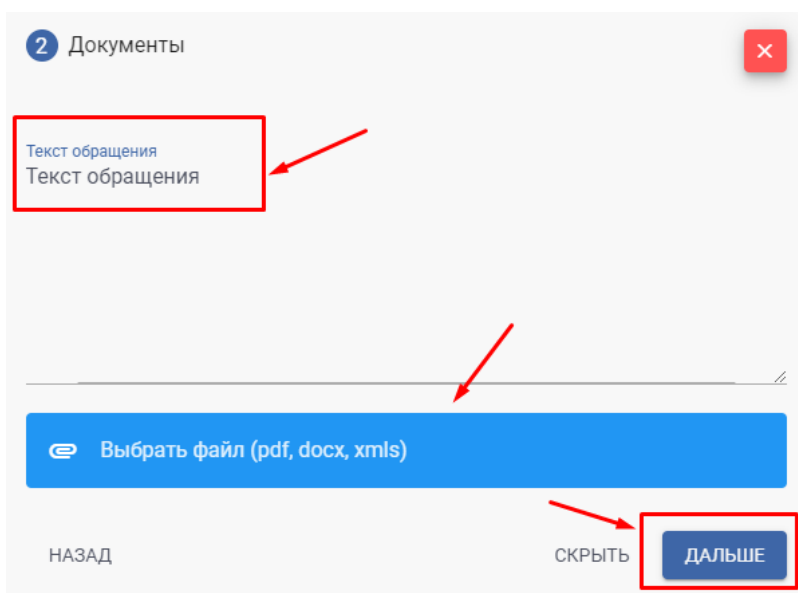 2 Документы
Текст обращения
Текст обращения
Выбрать файл (pdf, docx, xmls)
НАЗАД СКРЫТЬ ДАЛЬШЕ